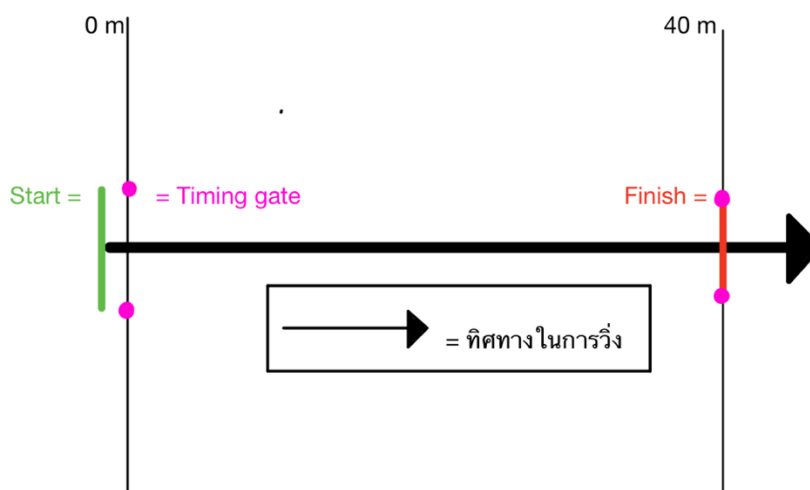 0 m
40 m
Start =
= Timing gate
Finish =
= ทิศทางในการวิ่ง